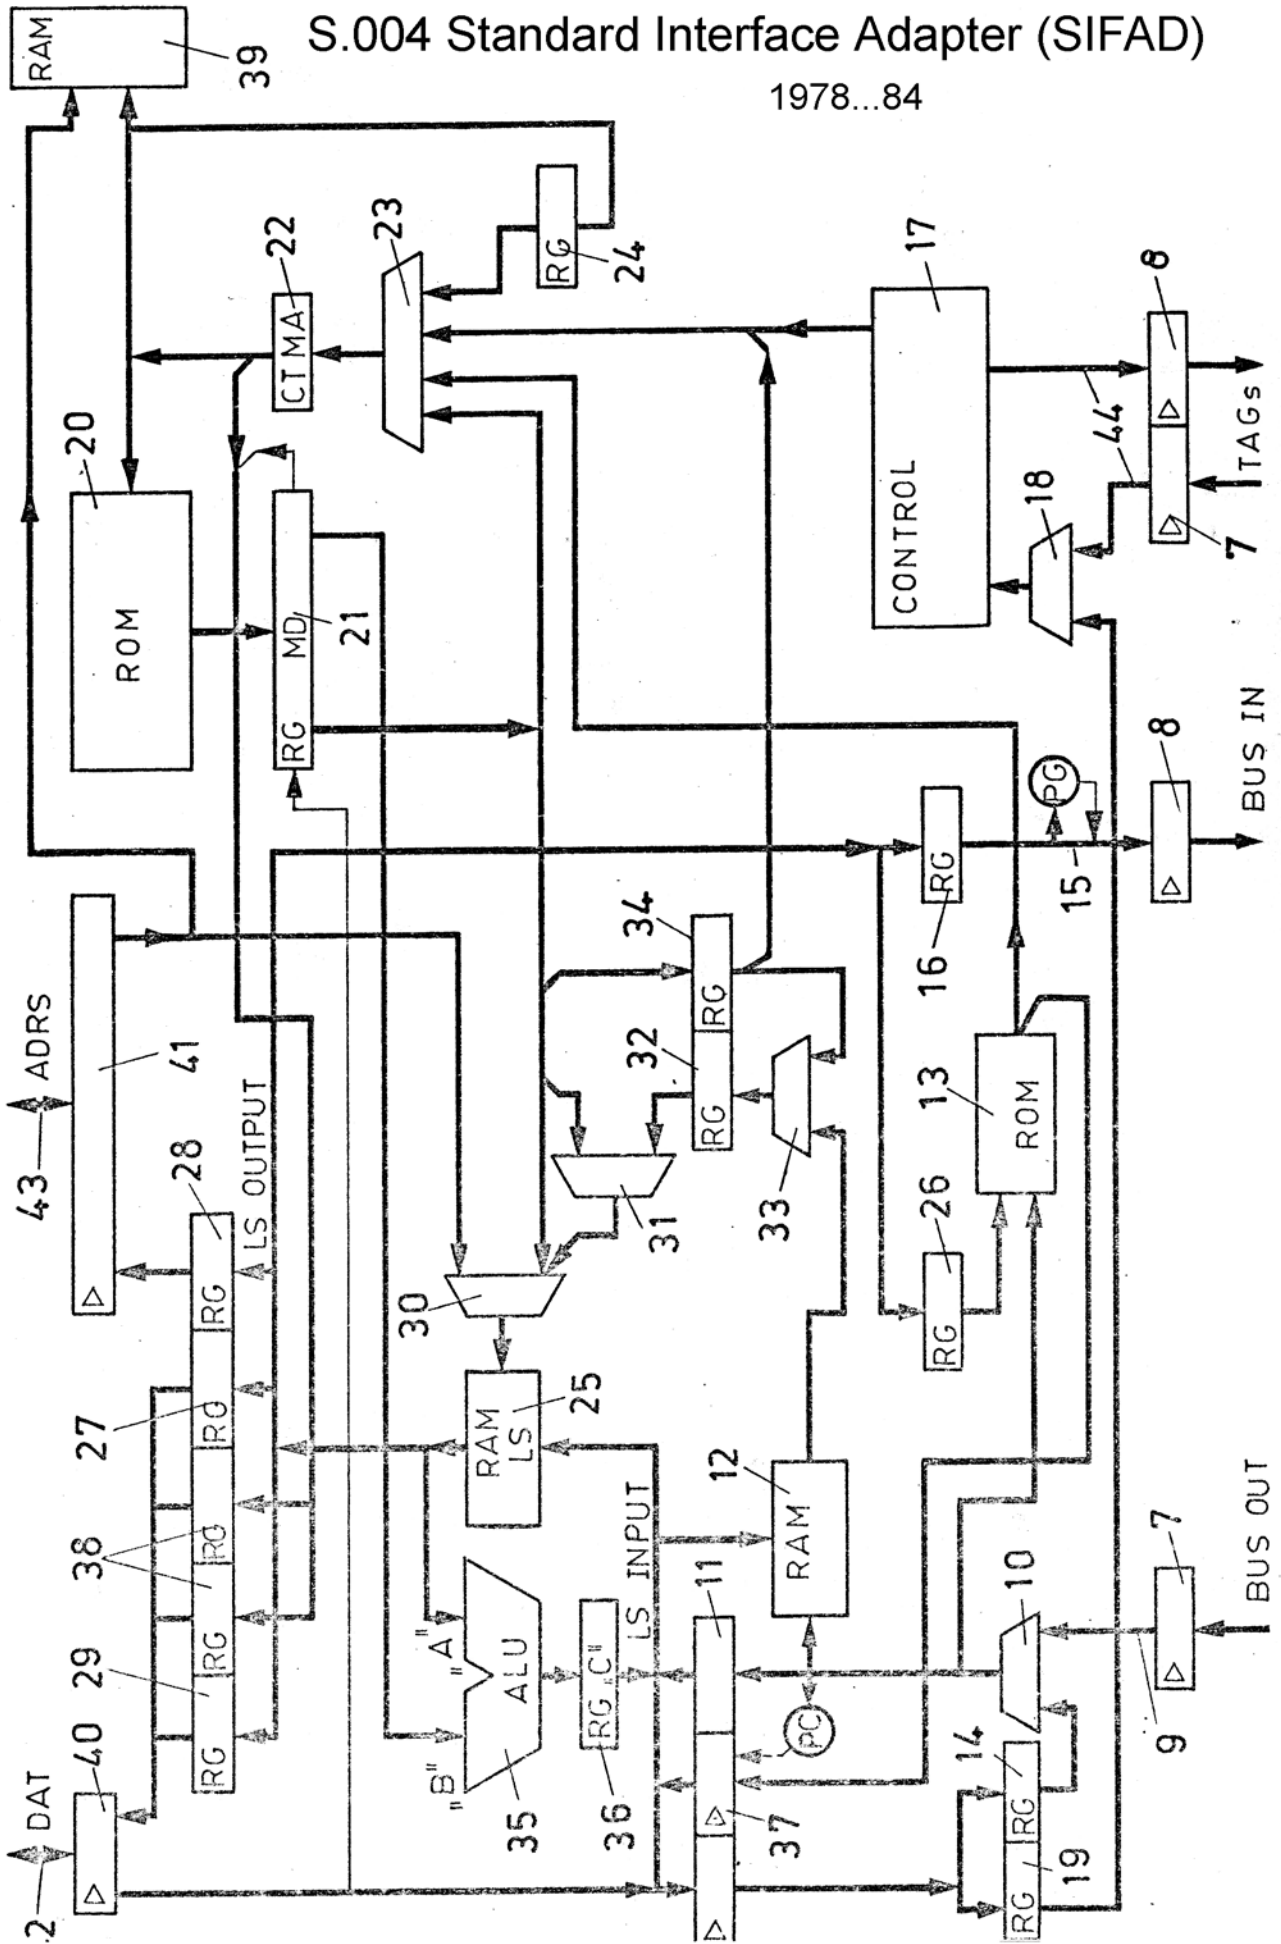 S.004 Standard Interface Adapter (SIFAD)
1978...84
RAM
39
20
ROM
22
CT MA
23
RG
24
RG MD
21
17
CONTROL
8
44
18
7
TAGs
43 ADRS
41
28
LS OUTPUT
RG
34
32
RG RG
33
31
30
16
RG
PG
15
8
BUS IN
13
ROM
26
RG
2 DAT
40
29
38
27
RG RG RG RG
25
RAM
LS
"A"
"B"
ALU
35
RG "C"
36
LS INPUT
12
RAM
11
37
PC
10
14
RG RG
19
9
7
BUS OUT